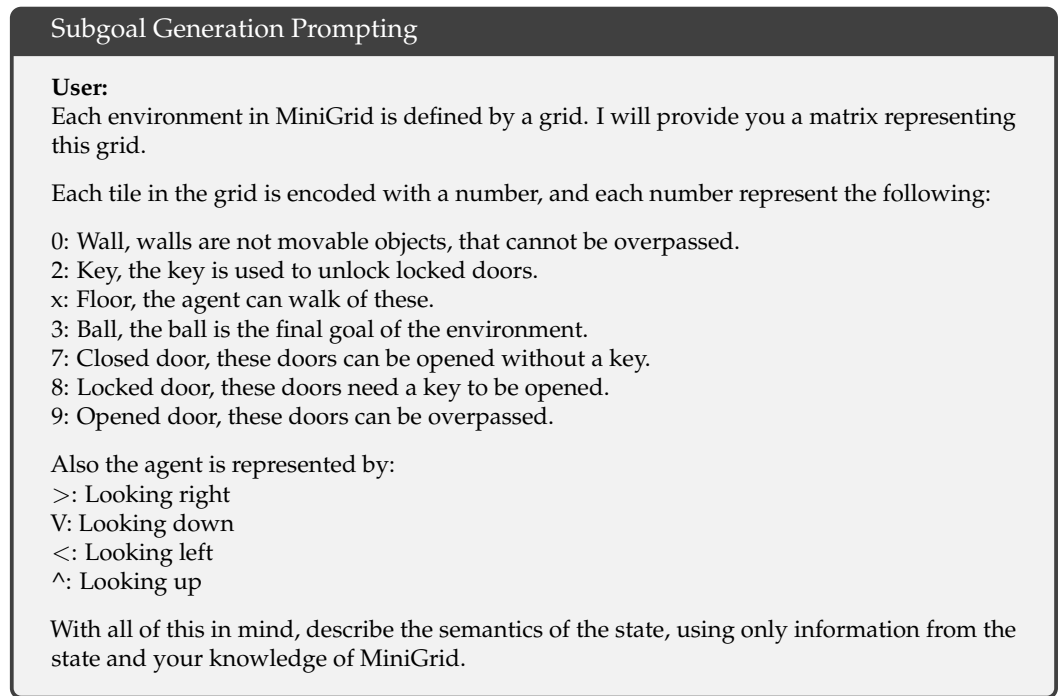 Subgoal Generation Prompting
User:
Each environment in MiniGrid is defined by a grid. I will provide you a matrix representing
this grid.
Each tile in the grid is encoded with a number, and each number represent the following:
0: Wall, walls are not movable objects, that cannot be overpassed.
2: Key, the key is used to unlock locked doors.
x: Floor, the agent can walk of these.
3: Ball, the ball is the final goal of the environment.
7: Closed door, these doors can be opened without a key.
8: Locked door, these doors need a key to be opened.
9: Opened door, these doors can be overpassed.
Also the agent is represented by:
>: Looking right
V: Looking down
<: Looking left
^: Looking up
With all of this in mind, describe the semantics of the state, using only information from the
state and your knowledge of MiniGrid.